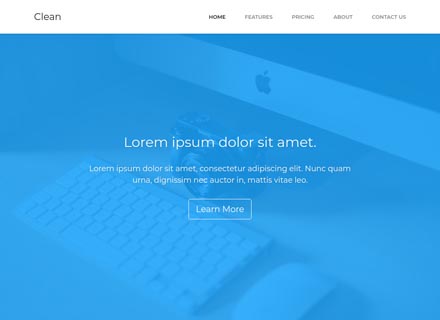 Clean
HOME FEATURES PRICING ABOUT CONTACT US
Lorem ipsum dolor sit amet.
Lorem ipsum dolor sit amet, consectetur adipiscing elit. Nunc quam
urna, dignissim nec auctor in, mattis vitae leo.
Learn More